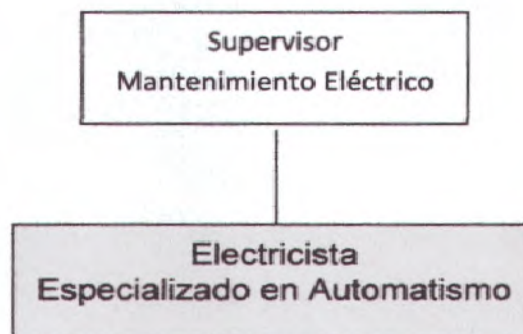 Supervisor
Mantenimiento Eléctrico
Electricista
Especializado en Automatismo